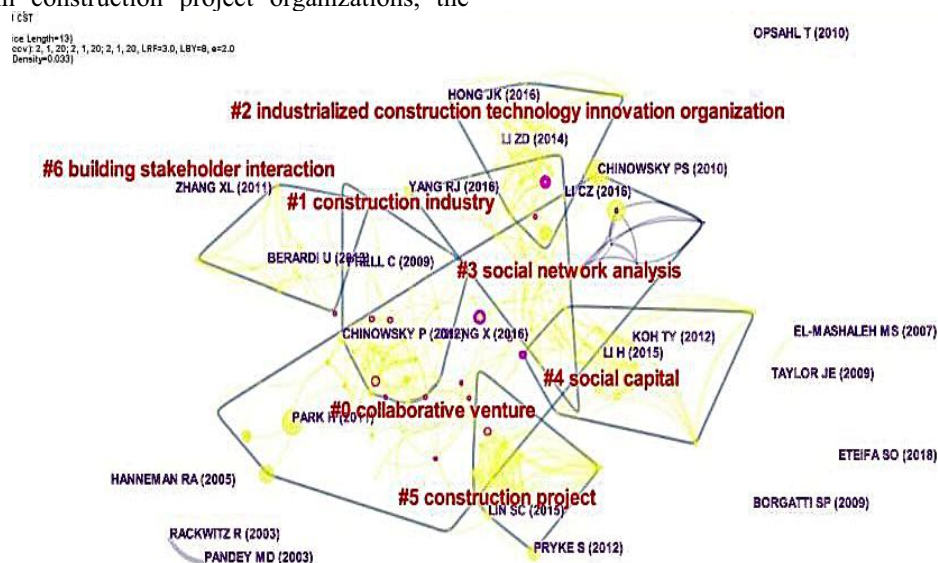 construction project organizations, the
CST
ice Length=13)
cov): 2, 1, 20; 2, 1, 20; 2, 1, 20, LRF=3.0, LBY=8, e=2.0
Density=0.033)
OPSAHL T (2010)
HONG JK (2016)
#2 industrialized construction technology innovation organization
LI ZD (2014)
#6 building stakeholder interaction
CHINOWSKY PS (2010)
ZHANG XL (2011)
YANG RJ (2016)
LI CZ (2016)
#1 construction industry
BERARDI U
C (2009)
#3 social network analysis
CHINOWSKY P
X (2016)
KOH TY (2012)
EL-MASHALEH MS (2007)
LI H (2015)
#4 social capital
TAYLOR JE (2009)
#0 collaborative venture
PARK H (2011)
ETEIFA SO (2018)
HANNEMAN RA (2005)
#5 construction project
BORGATTI SP (2009)
LIN SC (2015)
RACKWITZ R (2003)
PRYKE S (2012)
PANDEY MD (2003)